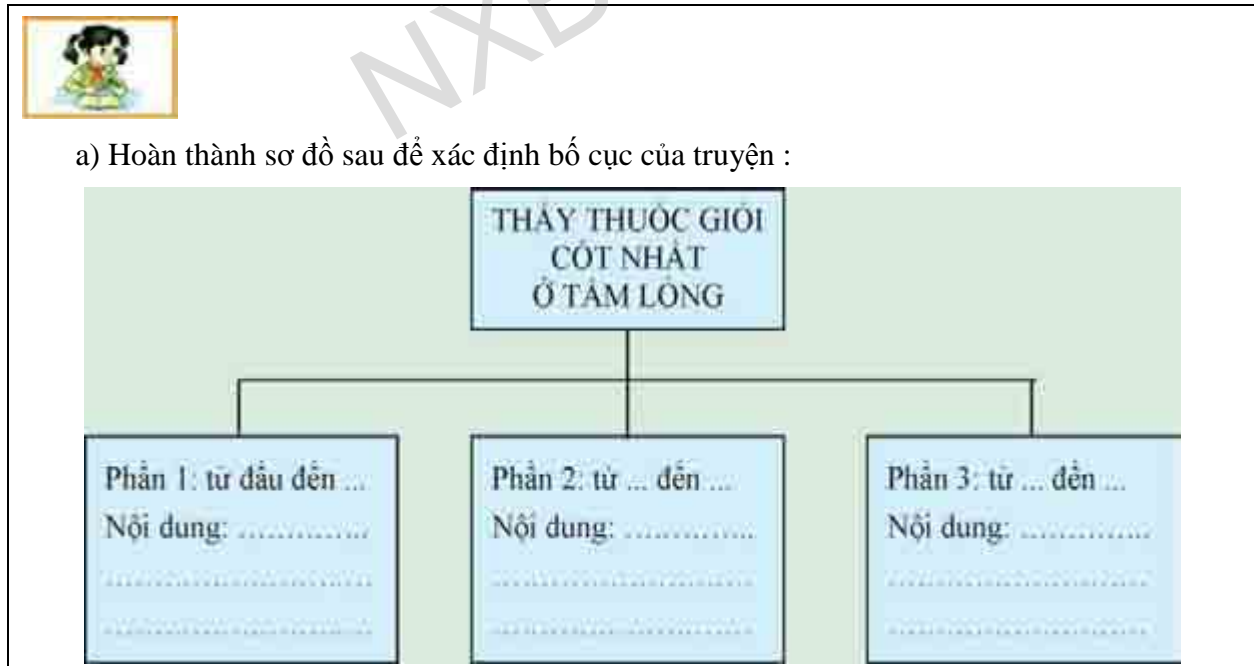 NXB
a) Hoàn thành sơ đồ sau để xác định bố cục của truyện :
THẦY THUỐC GIỎI
CỐT NHẤT
Ở TẤM LÒNG
Phần 1: từ đầu đến ...
Nội dung: ..............
..............................
..............................
Phần 2: từ ... đến ...
Nội dung: ..............
..............................
..............................
Phần 3: từ ... đến ...
Nội dung: ..............
..............................
..............................